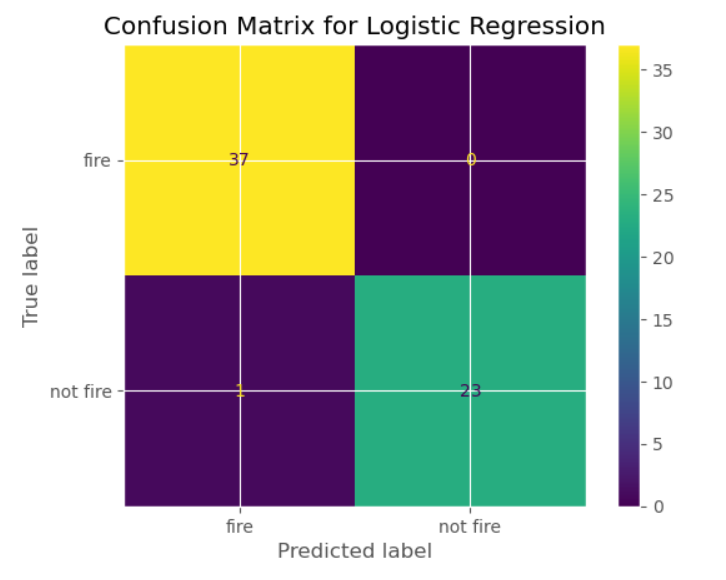 Confusion Matrix for Logistic Regression
True label
fire
not fire
37
0
1
23
fire
not fire
Predicted label
35
30
25
20
15
10
5
0